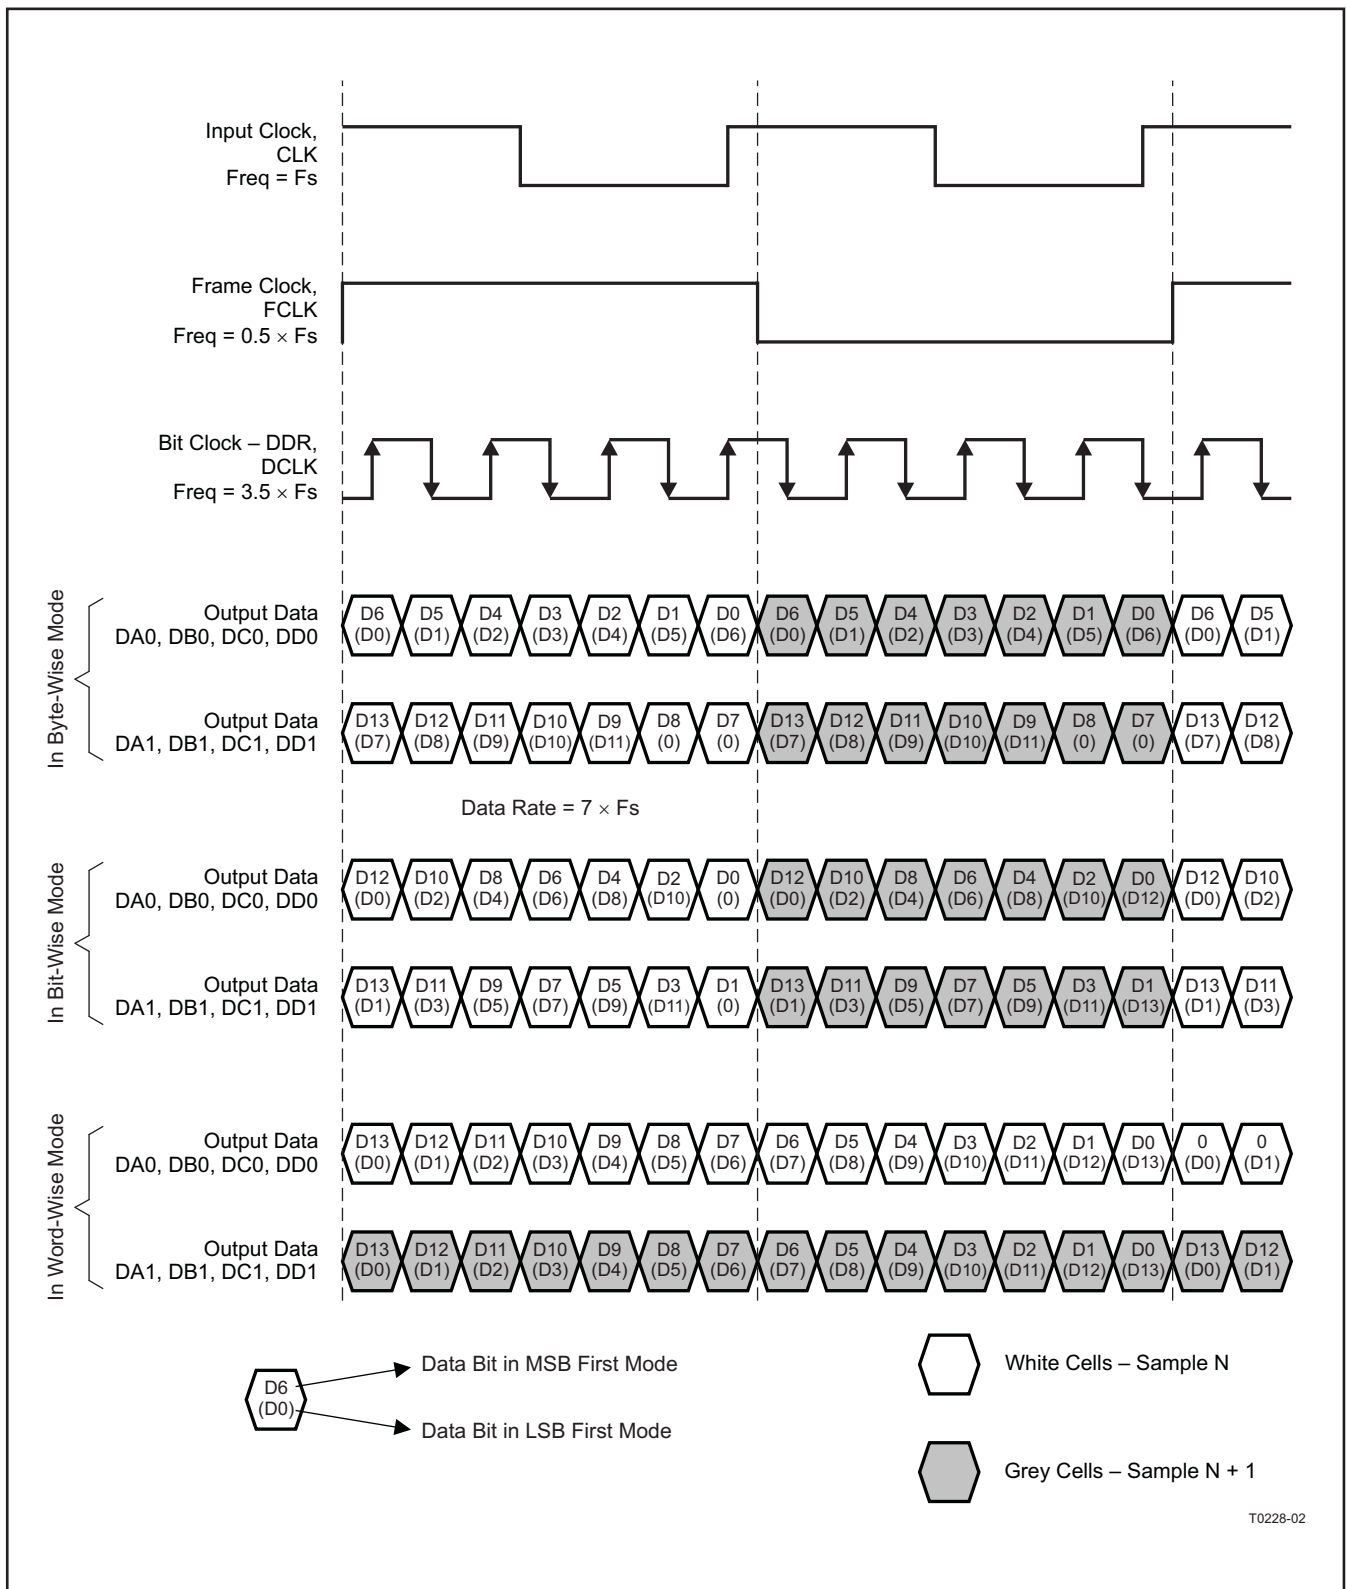 Input Clock,
CLK
Freq = Fs
Frame Clock,
FCLK
Freq = 0.5 × Fs
Bit Clock – DDR,
DCLK
Freq = 3.5 × Fs
In Byte-Wise Mode
Output Data
DA0, DB0, DC0, DD0
D6 D5 D4 D3 D2 D1 D0 D6 D5 D4 D3 D2 D1 D0 D6 D5
(D0) (D1) (D2) (D3) (D4) (D5) (D6) (D0) (D1) (D2) (D3) (D4) (D5) (D6) (D0) (D1)
Output Data
DA1, DB1, DC1, DD1
D13 D12 D11 D10 D9 D8 D7 D13 D12 D11 D10 D9 D8 D7 D13 D12
(D7) (D8) (D9) (D10) (D11) (0) (0) (D7) (D8) (D9) (D10) (D11) (0) (0) (D7) (D8)
Data Rate = 7 × Fs
In Bit-Wise Mode
Output Data
DA0, DB0, DC0, DD0
D12 D10 D8 D6 D4 D2 D0 D12 D10 D8 D6 D4 D2 D0 D12 D10
(D0) (D2) (D4) (D6) (D8) (D10) (0) (D0) (D2) (D4) (D6) (D8) (D10) (D12) (D0) (D2)
Output Data
DA1, DB1, DC1, DD1
D13 D11 D9 D7 D5 D3 D1 D13 D11 D9 D7 D5 D3 D1 D13 D11
(D1) (D3) (D5) (D7) (D9) (D11) (0) (D1) (D3) (D5) (D7) (D9) (D11) (D13) (D1) (D3)
In Word-Wise Mode
Output Data
DA0, DB0, DC0, DD0
D13 D12 D11 D10 D9 D8 D7 D6 D5 D4 D3 D2 D1 D0 0 0
(D0) (D1) (D2) (D3) (D4) (D5) (D6) (D7) (D8) (D9) (D10) (D11) (D12) (D13) (D0) (D1)
Output Data
DA1, DB1, DC1, DD1
D13 D12 D11 D10 D9 D8 D7 D6 D5 D4 D3 D2 D1 D0 D13 D12
(D0) (D1) (D2) (D3) (D4) (D5) (D6) (D7) (D8) (D9) (D10) (D11) (D12) (D13) (D0) (D1)
D6
(D0)
Data Bit in MSB First Mode
Data Bit in LSB First Mode
White Cells – Sample N
Grey Cells – Sample N + 1
T0228-02